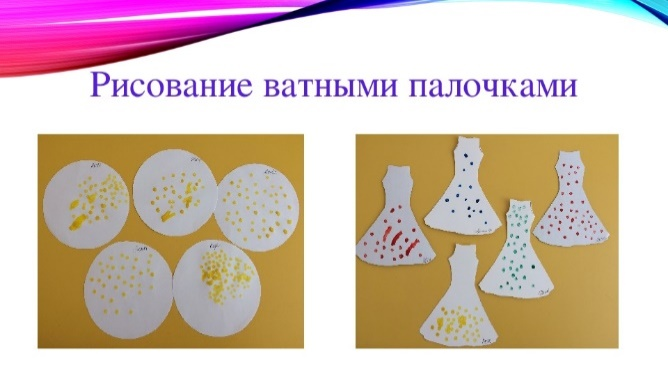 Рисование ватными палочками